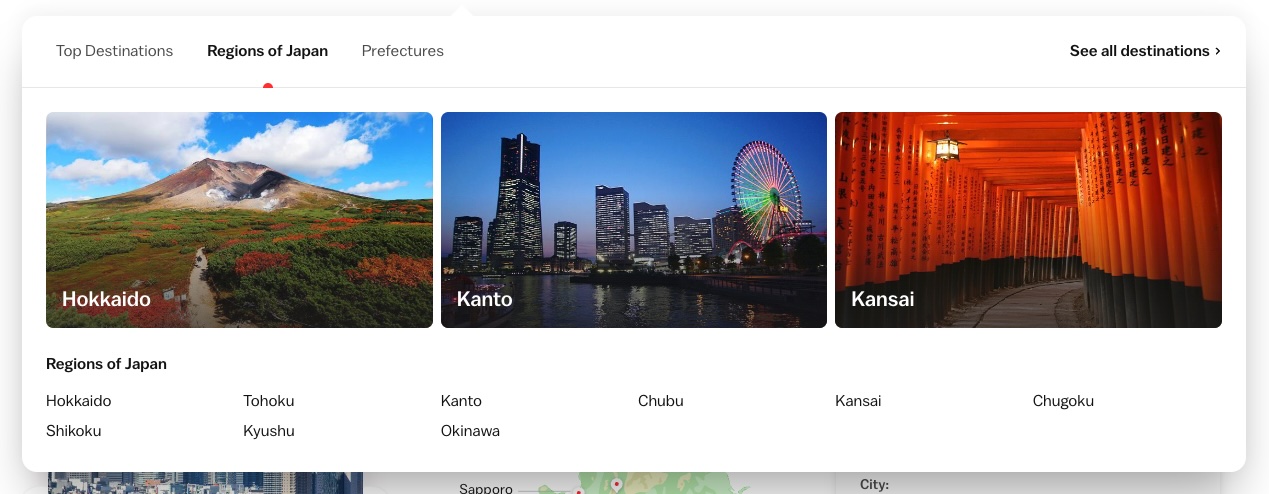 Top Destinations Regions of Japan Prefectures See all destinations ›
Hokkaido Kanto Kansai
Regions of Japan
Hokkaido Tohoku Kanto Chubu Kansai Chugoku
Shikoku Kyushu Okinawa
Sapporo City: